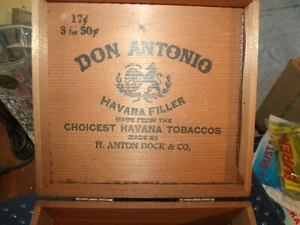 17¢
3 for 50¢
DON ANTONIO
HAVANA FILLER
MADE FROM THE
CHOICEST HAVANA TOBACCOS
MADE BY
H. ANTON BOCK & CO.